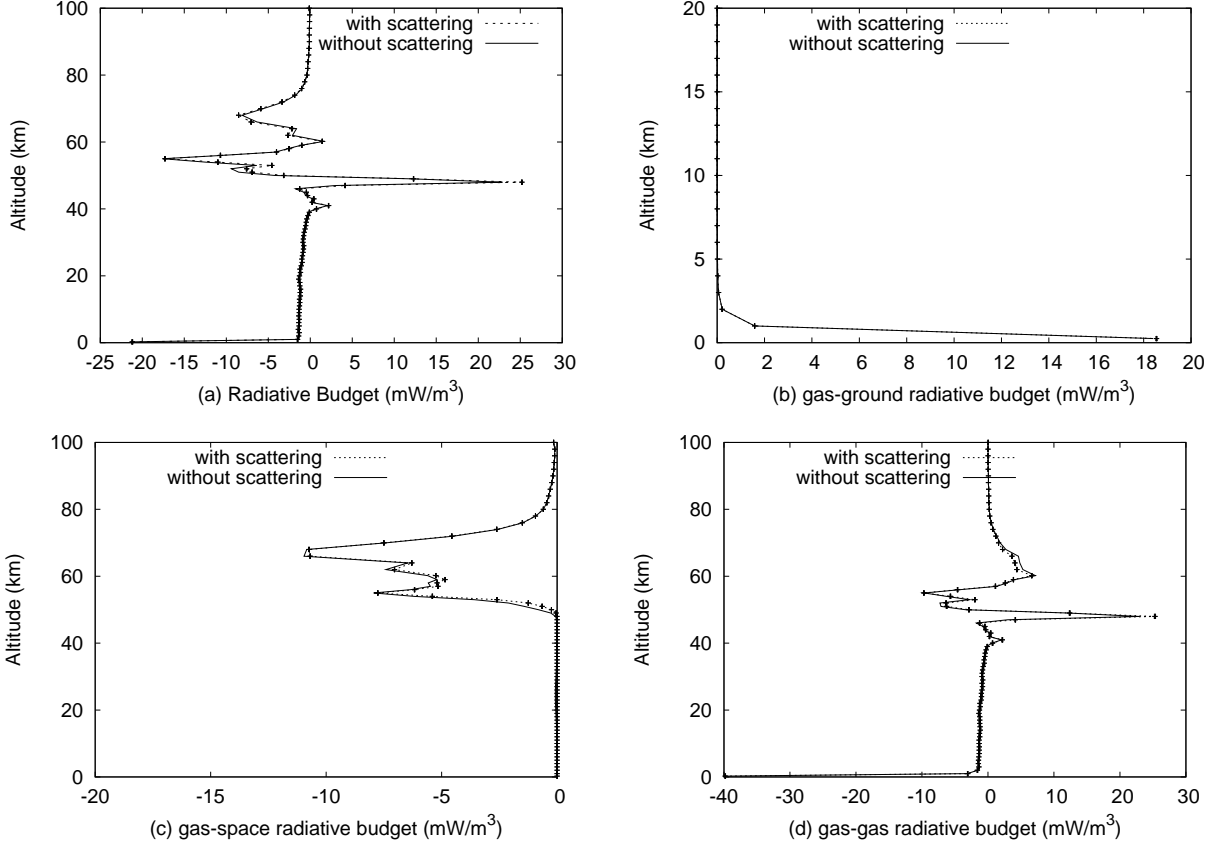 100
80
60
40
20
0
Altitude (km)
with scattering
without scattering
-25 -20 -15 -10 -5 0 5 10 15 20 25 30
(a) Radiative Budget (mW/m³)
20
15
10
5
0
Altitude (km)
with scattering
without scattering
0 2 4 6 8 10 12 14 16 18 20
(b) gas-ground radiative budget (mW/m³)
100
80
60
40
20
0
Altitude (km)
with scattering
without scattering
-20 -15 -10 -5 0
(c) gas-space radiative budget (mW/m³)
100
80
60
40
20
0
Altitude (km)
with scattering
without scattering
-40 -30 -20 -10 0 10 20 30
(d) gas-gas radiative budget (mW/m³)